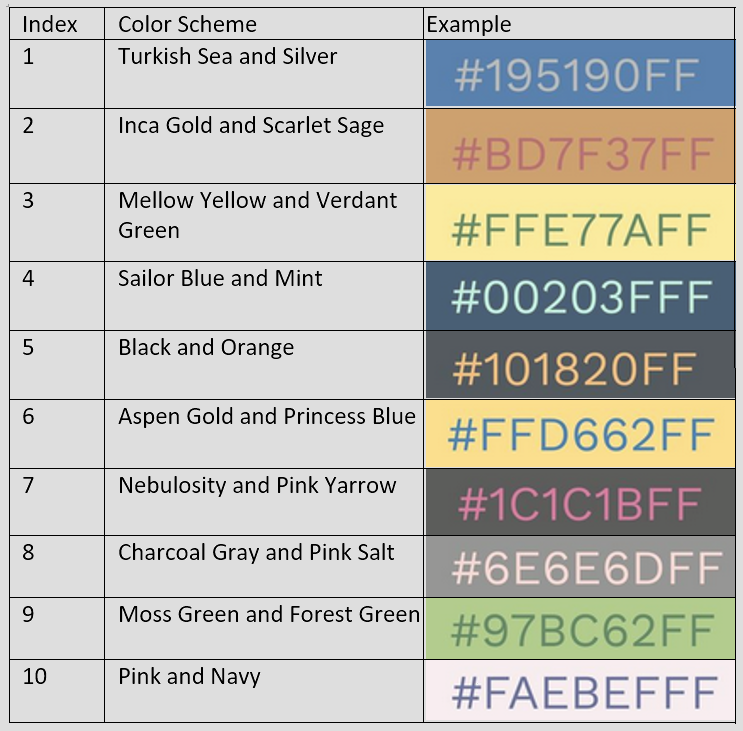 Index Color Scheme Example
1 Turkish Sea and Silver #195190FF
2 Inca Gold and Scarlet Sage #BD7F37FF
3 Mellow Yellow and Verdant
Green #FFE77AFF
4 Sailor Blue and Mint #00203FFF
5 Black and Orange #101820FF
6 Aspen Gold and Princess Blue #FFD662FF
7 Nebulosity and Pink Yarrow #1C1C1BFF
8 Charcoal Gray and Pink Salt #6E6E6DFF
9 Moss Green and Forest Green #97BC62FF
10 Pink and Navy #FAEBEFFF